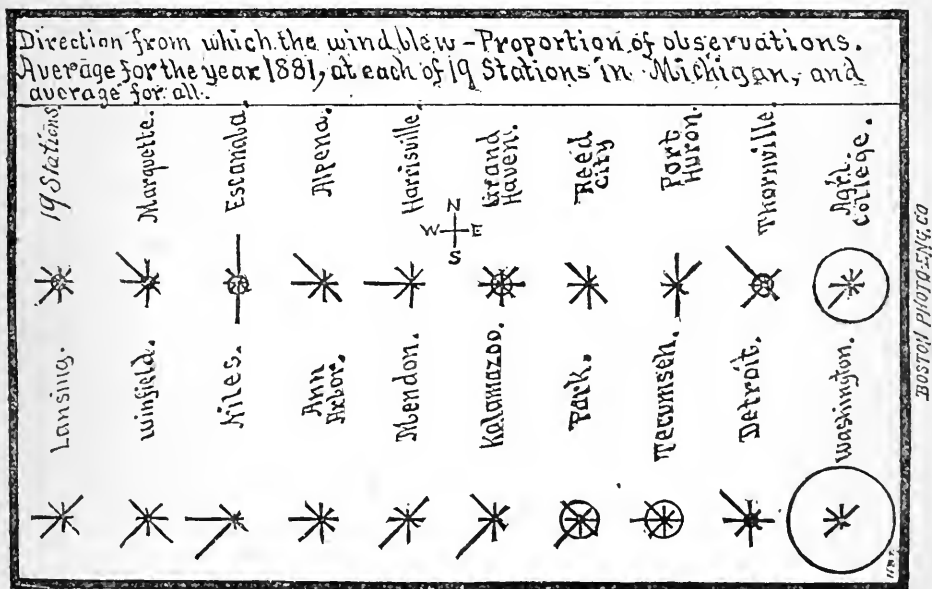 Direction from which the wind blew – Proportion of observations.
Average for the year 1881, at each of 19 Stations in Michigan, and
average for all.
19 Stations.
Marquette.
Escanaba.
Alpena.
Harrisville.
Grand
Haven.
Reed
City
Port
Huron.
Thornville.
Agr'l.
College.
N
W E
S
Lansing.
Winfield.
Niles.
Ann
Arbor.
Mendon.
Kalamazoo.
Park.
Tecumseh.
Detroit.
Washington.
BOSTON PHOTO-ENG. CO